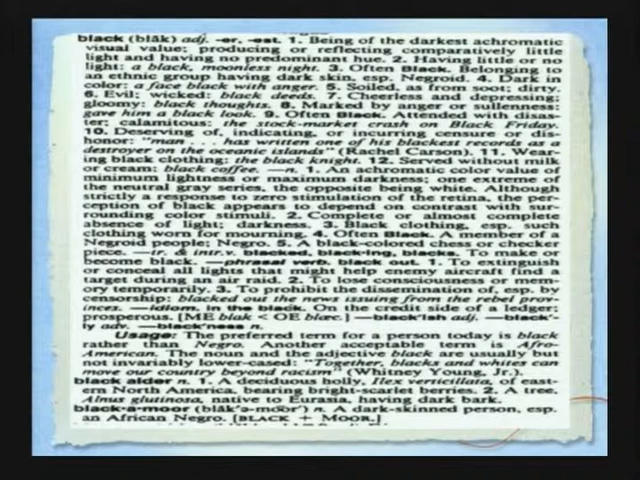 black (blăk) adj. -er, -est. 1. Being of the darkest achromatic
visual value; producing or reflecting comparatively little
light and having no predominant hue. 2. Having little or no
light: a black, moonless night. 3. Often Black. Belonging to
an ethnic group having dark skin, esp. Negroid. 4. Dark in
color: a face black with anger. 5. Soiled, as from soot; dirty.
6. Evil; wicked: black deeds. 7. Cheerless and depressing;
gloomy: black thoughts. 8. Marked by anger or sullenness:
gave him a black look. 9. Often Black. Attended with disas-
ter; calamitous: the stock-market crash on Black Friday.
10. Deserving of, indicating, or incurring censure or dis-
honor: "man . . . has written one of his blackest records as a
destroyer on the oceanic islands" (Rachel Carson). 11. Wear-
ing black clothing: the black knight. 12. Served without milk
or cream: black coffee. —n. 1. An achromatic color value of
minimum lightness or maximum darkness; one extreme of
the neutral gray series, the opposite being white. Although
strictly a response to zero stimulation of the retina, the per-
ception of black appears to depend on contrast with sur-
rounding color stimuli. 2. Complete or almost complete
absence of light; darkness. 3. Black clothing, esp. such
clothing worn for mourning. 4. Often Black. A member of a
Negroid people; Negro. 5. A black-colored chess or checker
piece. —tr. & intr.v. blacked, black·ing, blacks. To make or
become black. —phrasal verb. black out. 1. To extinguish
or conceal all lights that might help enemy aircraft find a
target during an air raid. 2. To lose consciousness or mem-
ory temporarily. 3. To prohibit the dissemination of, esp. by
censorship: blacked out the news issuing from the rebel prov-
inces. —idiom. in the black. On the credit side of a ledger;
prosperous. [ME blak < OE blæc.] —black'ish adj. —black'-
ly adv. —black'ness n.
Usage: The preferred term for a person today is black
rather than Negro. Another acceptable term is Afro-
American. The noun and the adjective black are usually but
not invariably lower-cased: "Together, blacks and whites can
move our country beyond racism" (Whitney Young, Jr.).
black alder n. 1. A deciduous holly, Ilex verticillata, of east-
ern North America, bearing bright-scarlet berries. 2. A tree,
Alnus glutinosa, native to Eurasia, having dark bark.
black·a·moor (blăk'ə-mo͝or') n. A dark-skinned person, esp.
an African Negro. [BLACK + MOOR.]